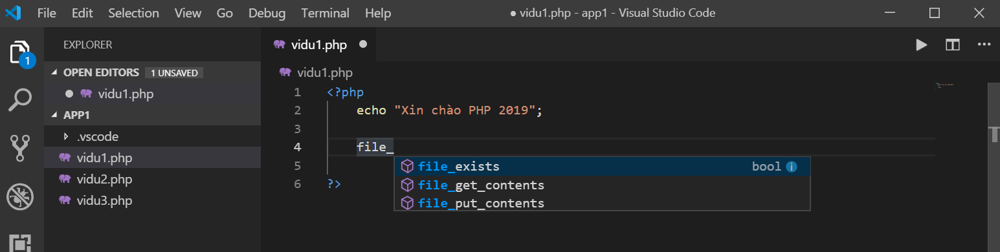 File Edit Selection View Go Debug Terminal Help ● vidu1.php - app1 - Visual Studio Code
EXPLORER
vidu1.php
OPEN EDITORS 1 UNSAVED
vidu1.php
APP1
.vscode
vidu1.php
vidu2.php
vidu3.php
1
vidu1.php
1 <?php
2 echo "Xin chào PHP 2019";
3
4 file_
5
6 ?>
file_exists bool
file_get_contents
file_put_contents